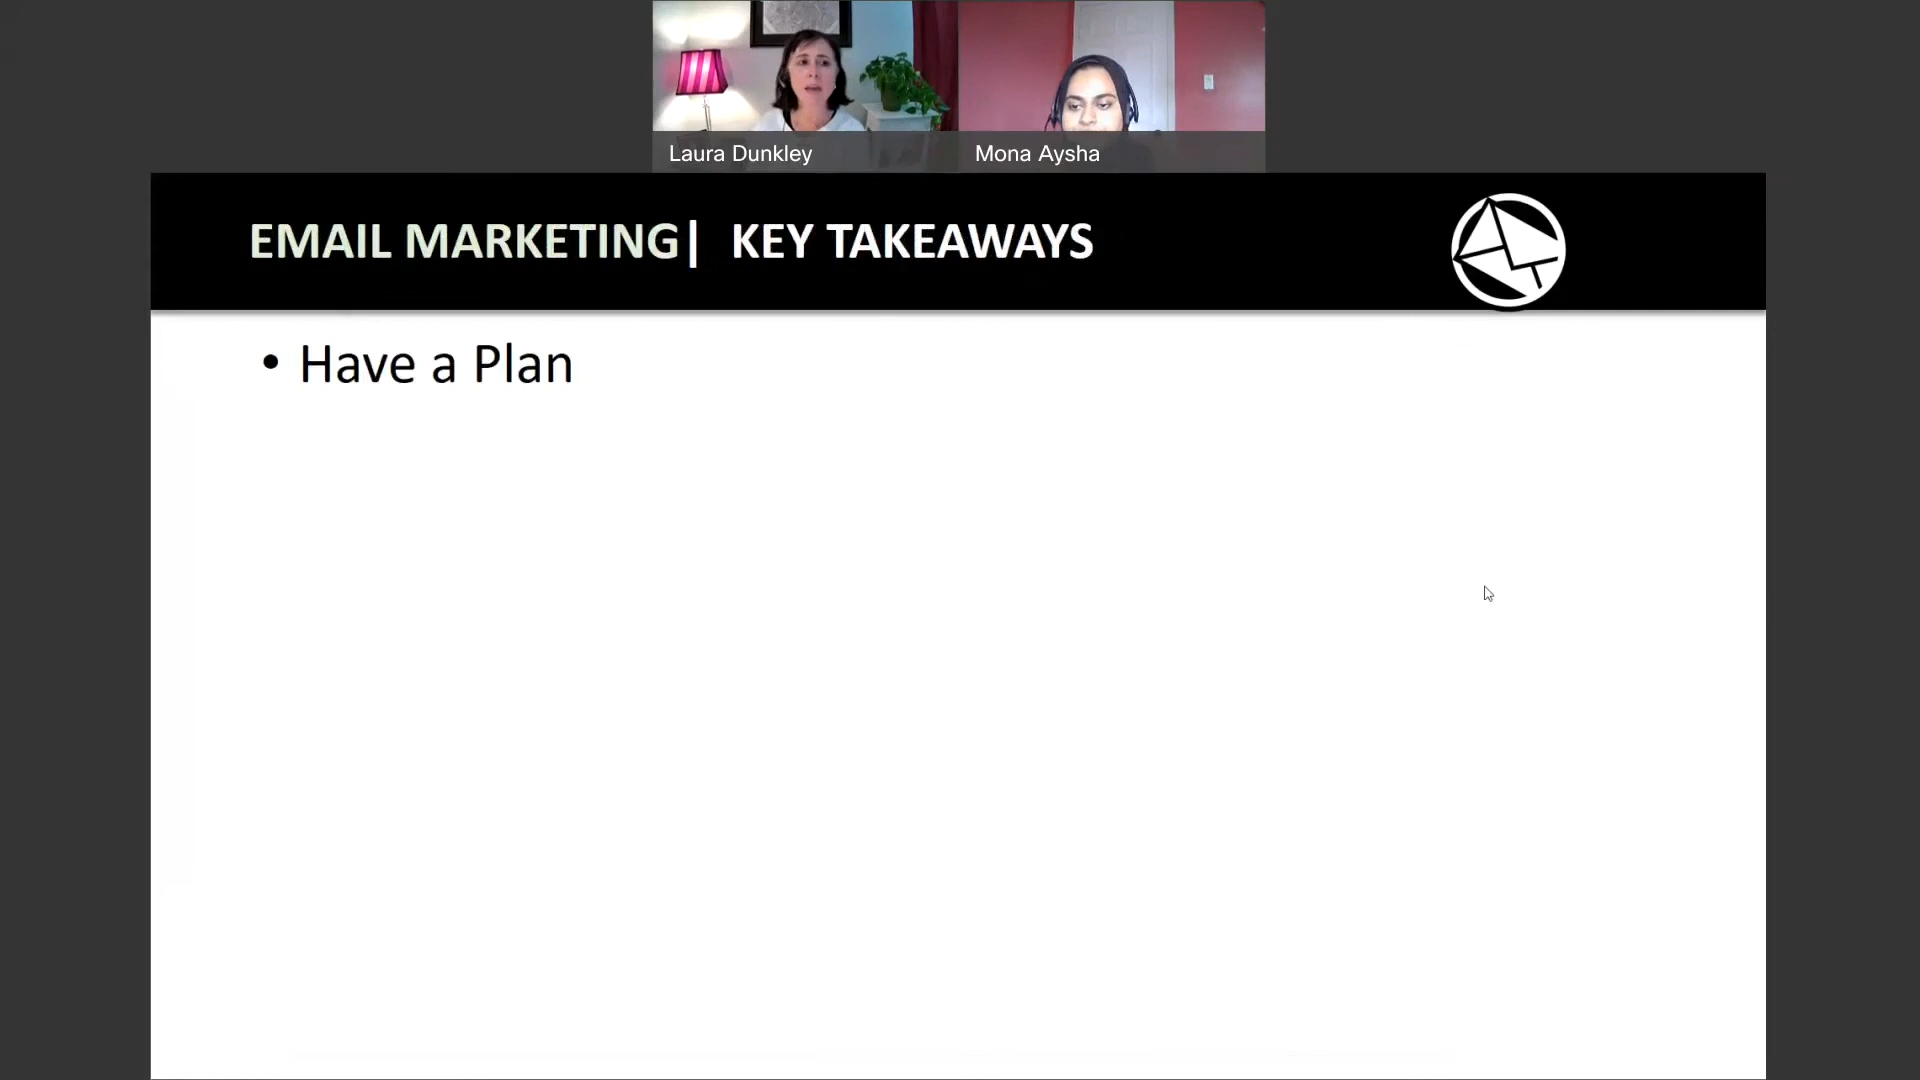 Laura Dunkley
Mona Aysha
EMAIL MARKETING| KEY TAKEAWAYS
• Have a Plan